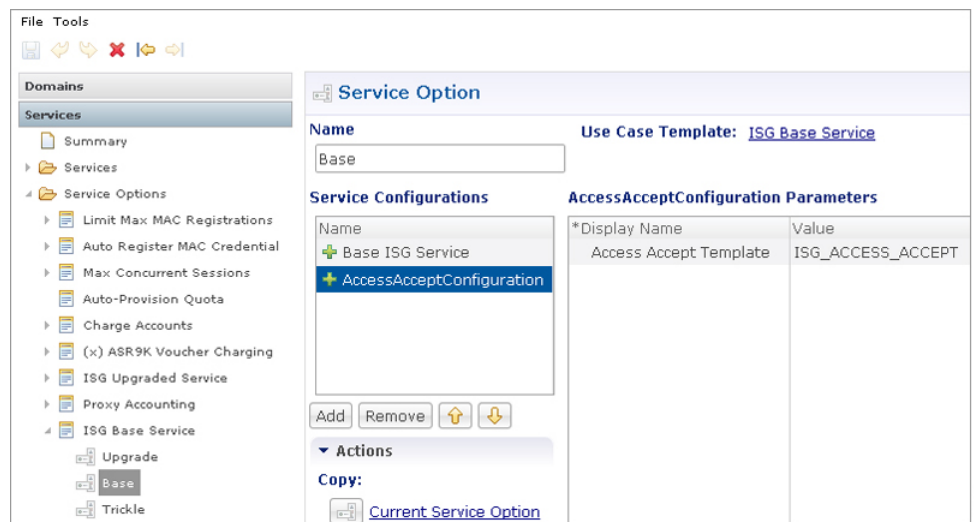 File Tools
Domains
Services
Summary
Services
Service Options
Limit Max MAC Registrations
Auto Register MAC Credential
Max Concurrent Sessions
Auto-Provision Quota
Charge Accounts
(x) ASR9K Voucher Charging
ISG Upgraded Service
Proxy Accounting
ISG Base Service
Upgrade
Base
Trickle
Service Option
Name
Use Case Template: ISG Base Service
Base
Service Configurations
Name
Base ISG Service
AccessAcceptConfiguration
Add Remove
Actions
Copy:
Current Service Option
AccessAcceptConfiguration Parameters
*Display Name Value
Access Accept Template ISG_ACCESS_ACCEPT